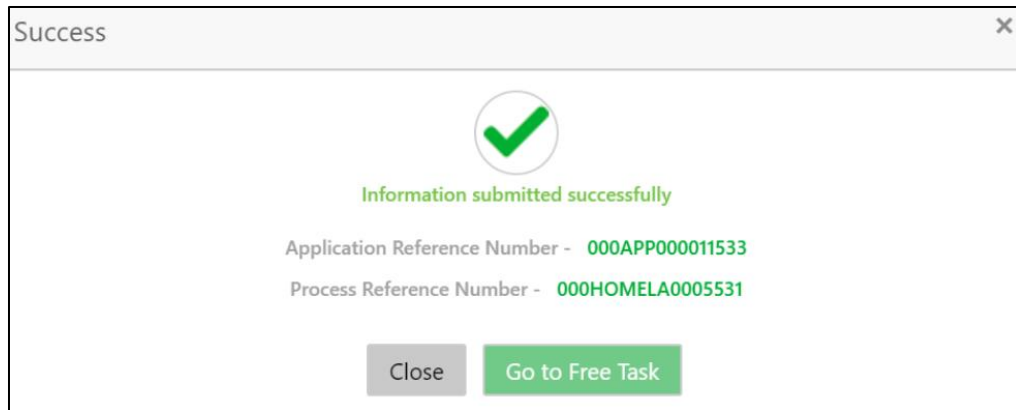 Success
Information submitted successfully
Application Reference Number - 000APP000011533
Process Reference Number - 000HOMELA0005531
Close Go to Free Task